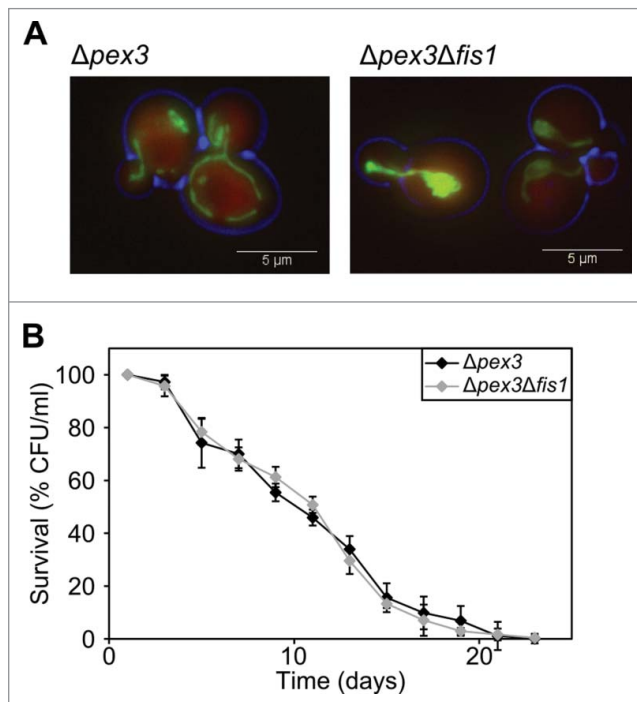 A
Δpex3
Δpex3Δfis1
5 µm
5 µm
B
Δpex3
Δpex3Δfis1
100
80
60
40
20
0
Survival (% CFU/ml)
0 10 20
Time (days)